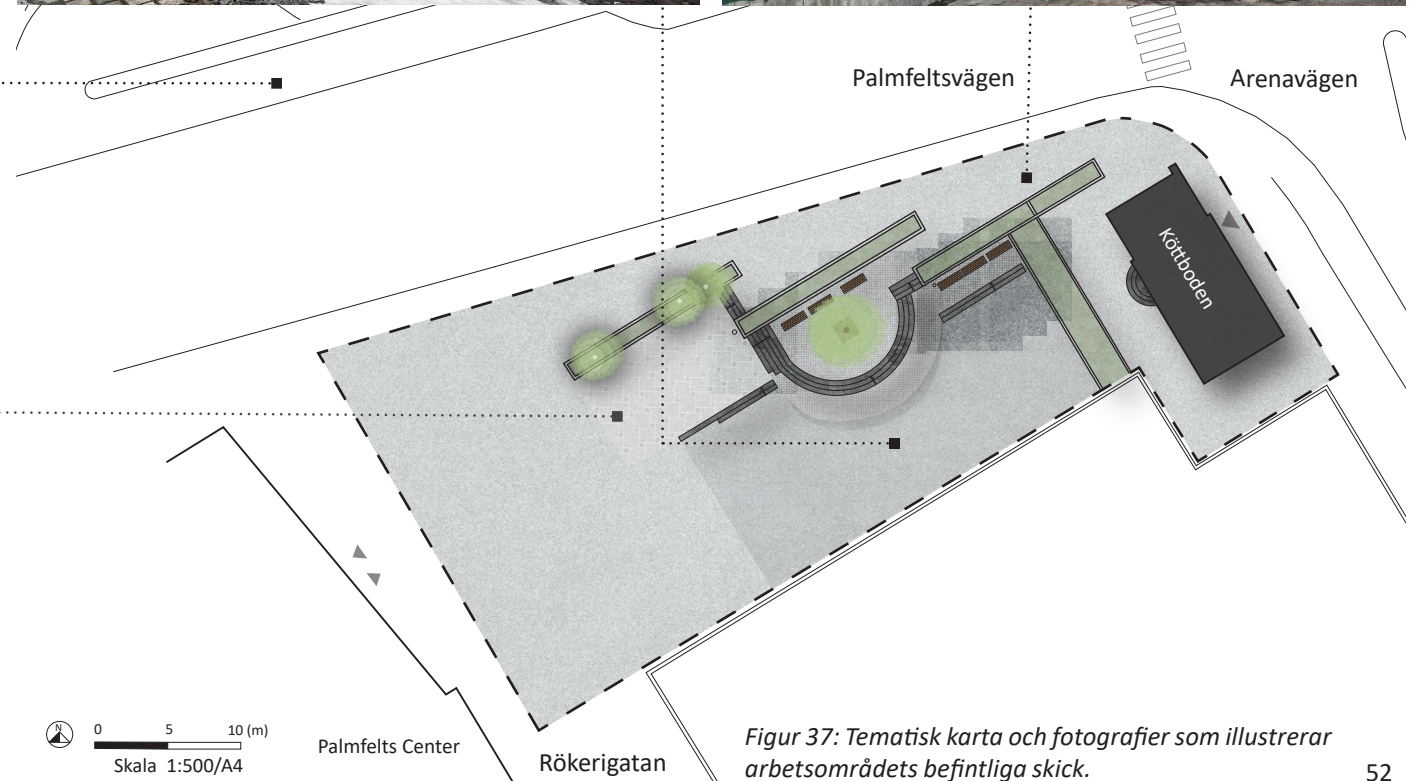 Palmfeltsvägen
Arenavägen
Köttboden
N
0 5 10 (m)
Skala 1:500/A4
Palmfelts Center
Rökerigatan
Figur 37: Tematisk karta och fotografier som illustrerar
arbetsområdets befintliga skick.
52